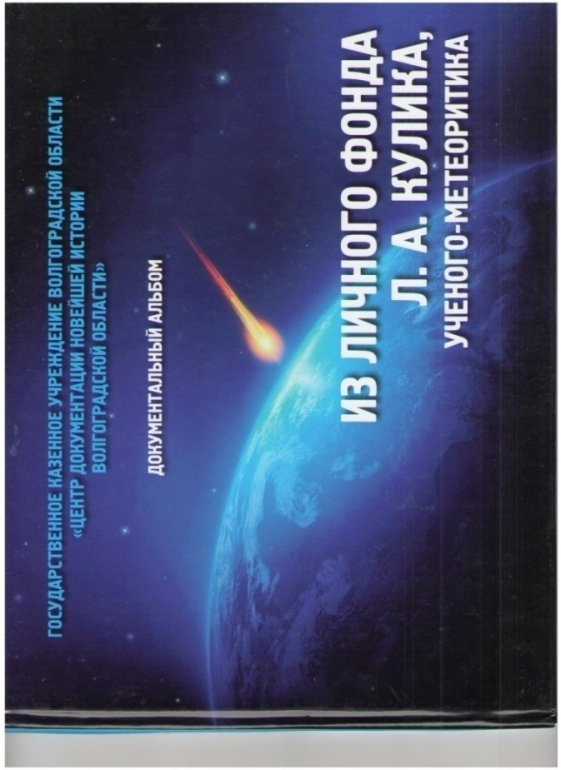 ГОСУДАРСТВЕННОЕ КАЗЕННОЕ УЧРЕЖДЕНИЕ ВОЛГОГРАДСКОЙ ОБЛАСТИ
«ЦЕНТР ДОКУМЕНТАЦИИ НОВЕЙШЕЙ ИСТОРИИ
ВОЛГОГРАДСКОЙ ОБЛАСТИ»
ДОКУМЕНТАЛЬНЫЙ АЛЬБОМ
ИЗ ЛИЧНОГО ФОНДА
Л. А. КУЛИКА,
УЧЕНОГО-МЕТЕОРИТИКА